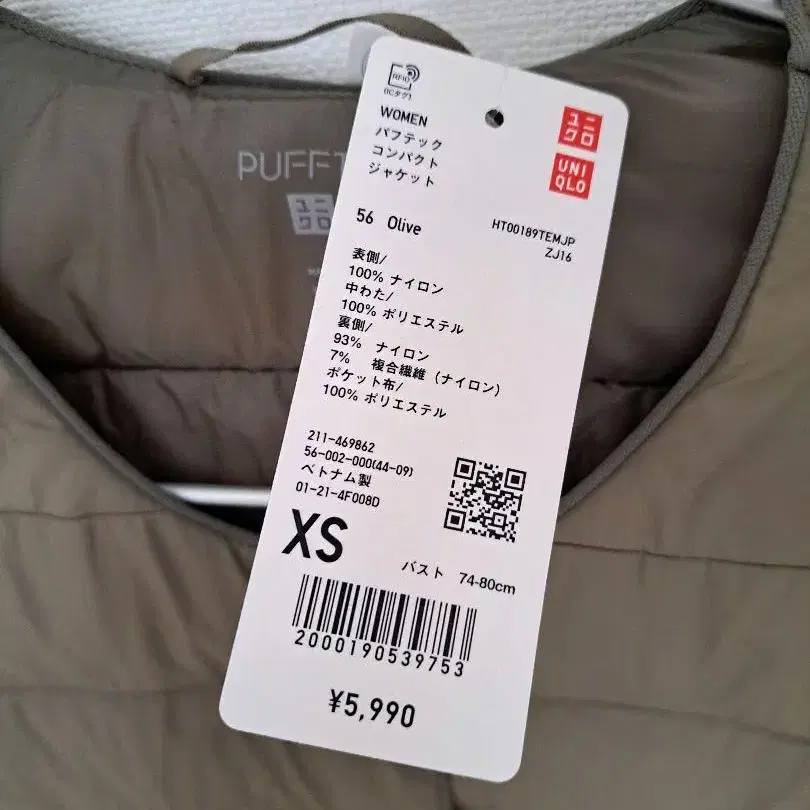 RFID
(ICタグ)
WOMEN
パフテック
コンパクト
ジャケット
ユニ
クロ
UNI
QLO
56 Olive
HT00189TEMJP
ZJ16
表側/
100% ナイロン
中わた/
100% ポリエステル
裏側/
93% ナイロン
7% 複合繊維 (ナイロン)
ポケット布/
100% ポリエステル
211-469862
56-002-000(44-09)
ベトナム製
01-21-4F008D
XS
バスト 74-80cm
2000190539753
¥5,990
PUFFT
ユニ
クロ